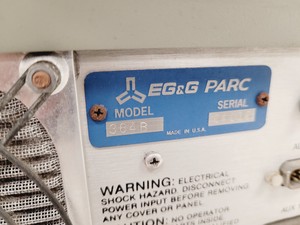 EG&G PARC
MODEL SERIAL
MADE IN U.S.A.
WARNING: ELECTRICAL
SHOCK HAZARD DISCONNECT
POWER INPUT BEFORE REMOVING
ANY COVER OR PANEL.
CAUTION: NO OPERATOR